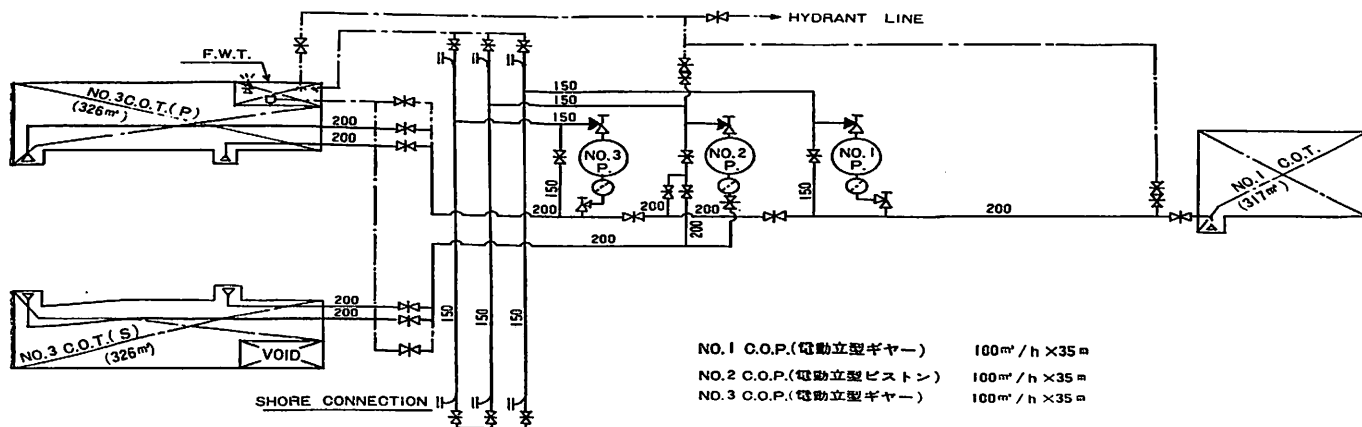 HYDRANT LINE
F.W.T.
NO.3 C.O.T.(P)
(326㎥)
200
200
150
150
150
NO.3
P.
NO.2
P.
NO.1
P.
NO.1 C.O.T.
(317㎥)
150
150
200
200
200
200
200
200
200
200
NO.3 C.O.T.(S)
(326㎥)
VOID
150
150
150
SHORE CONNECTION
NO.1 C.O.P.(電動立型ギヤー) 100㎥/h ×35m
NO.2 C.O.P.(電動立型ピストン) 100㎥/h ×35m
NO.3 C.O.P.(電動立型ギヤー) 100㎥/h ×35m